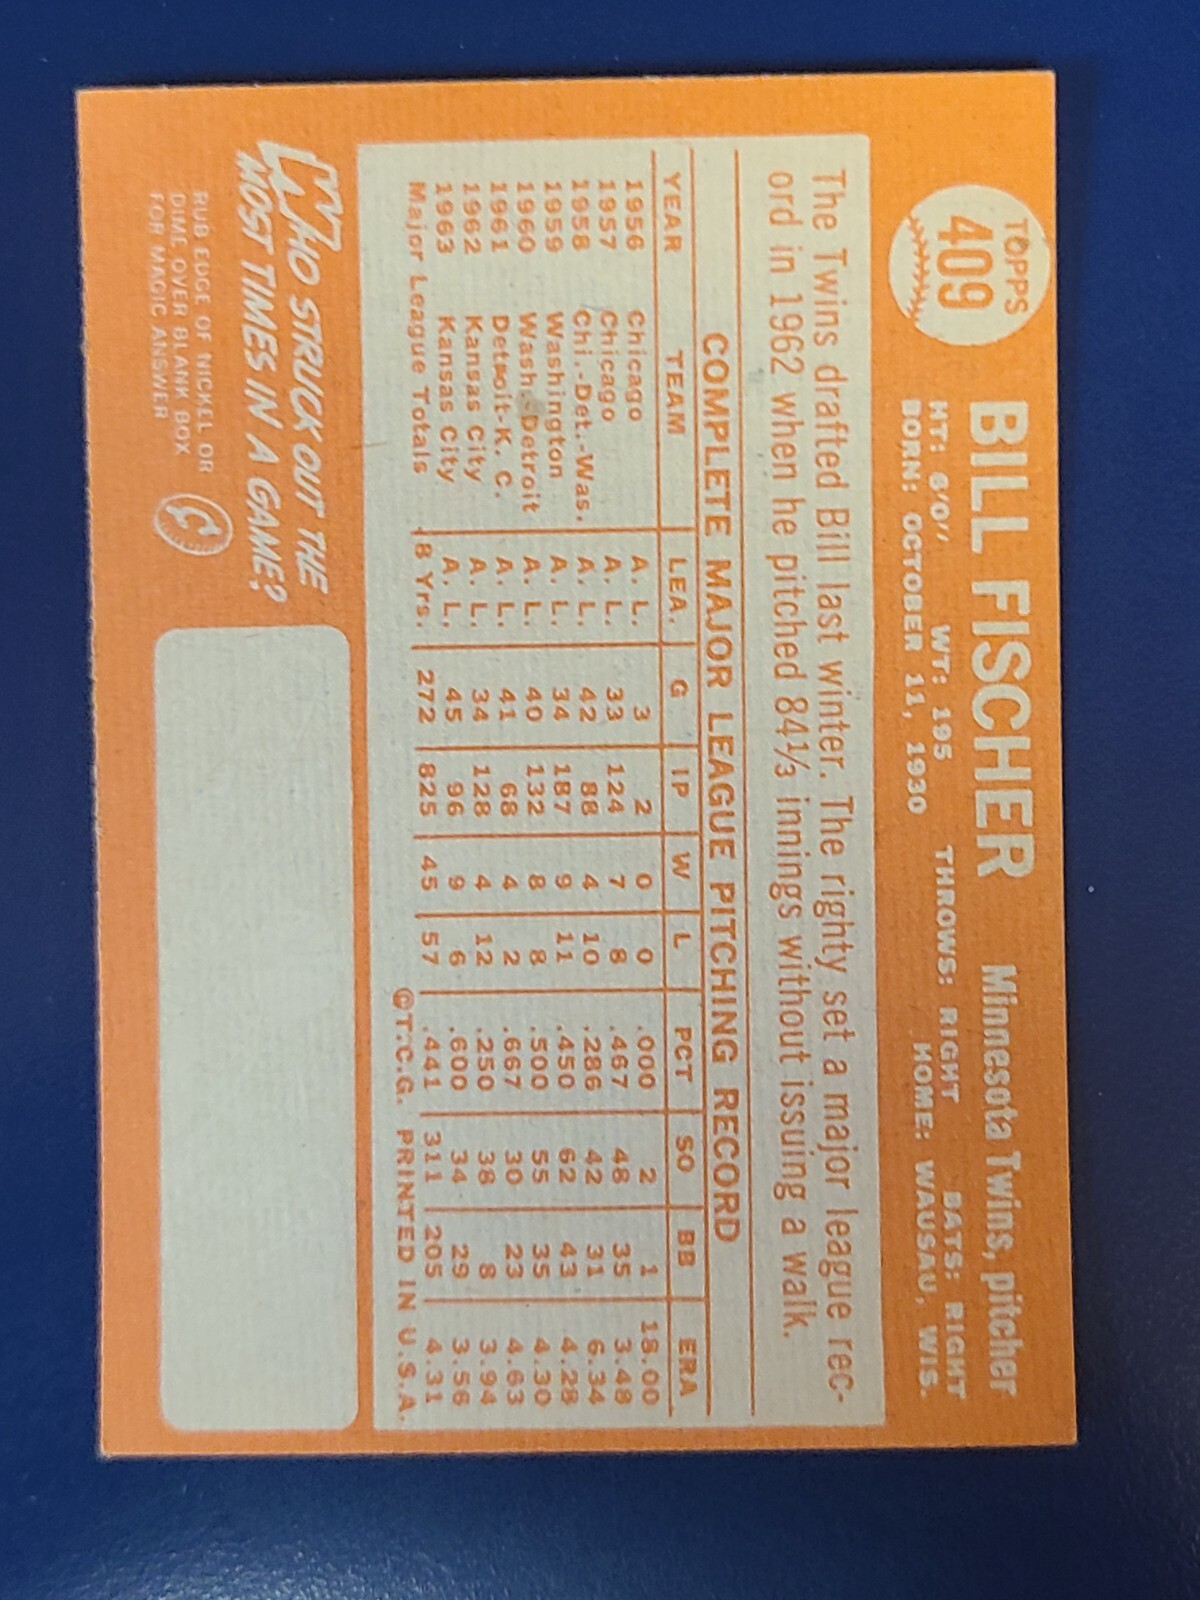 TOPPS
409
BILL FISCHER Minnesota Twins, pitcher
HT: 6'0" WT: 195 THROWS: RIGHT BATS: RIGHT
BORN: OCTOBER 11, 1930 HOME: WAUSAU, WIS.
The Twins drafted Bill last winter. The righty set a major league rec-
ord in 1962 when he pitched 84⅓ innings without issuing a walk.
COMPLETE MAJOR LEAGUE PITCHING RECORD
YEAR TEAM LEA. G IP W L PCT SO BB ERA
1956 Chicago A. L. 3 2 0 0 .000 2 1 18.00
1957 Chicago A. L. 33 124 7 8 .467 48 35 3.48
1958 Chi.-Det.-Was. A. L. 42 88 4 10 .286 42 31 6.34
1959 Washington A. L. 34 187 9 11 .450 62 43 4.28
1960 Wash.-Detroit A. L. 40 132 8 8 .500 55 35 4.30
1961 Detroit-K. C. A. L. 41 68 4 2 .667 30 23 4.63
1962 Kansas City A. L. 34 128 4 12 .250 38 8 3.94
1963 Kansas City A. L. 45 96 9 6 .600 34 29 3.56
Major League Totals 8 Yrs. 272 825 45 57 .441 311 205 4.31
©T.C.G. PRINTED IN U.S.A.
WHO STRUCK OUT THE
MOST TIMES IN A GAME?
RUB EDGE OF NICKEL OR
DIME OVER BLANK BOX
FOR MAGIC ANSWER